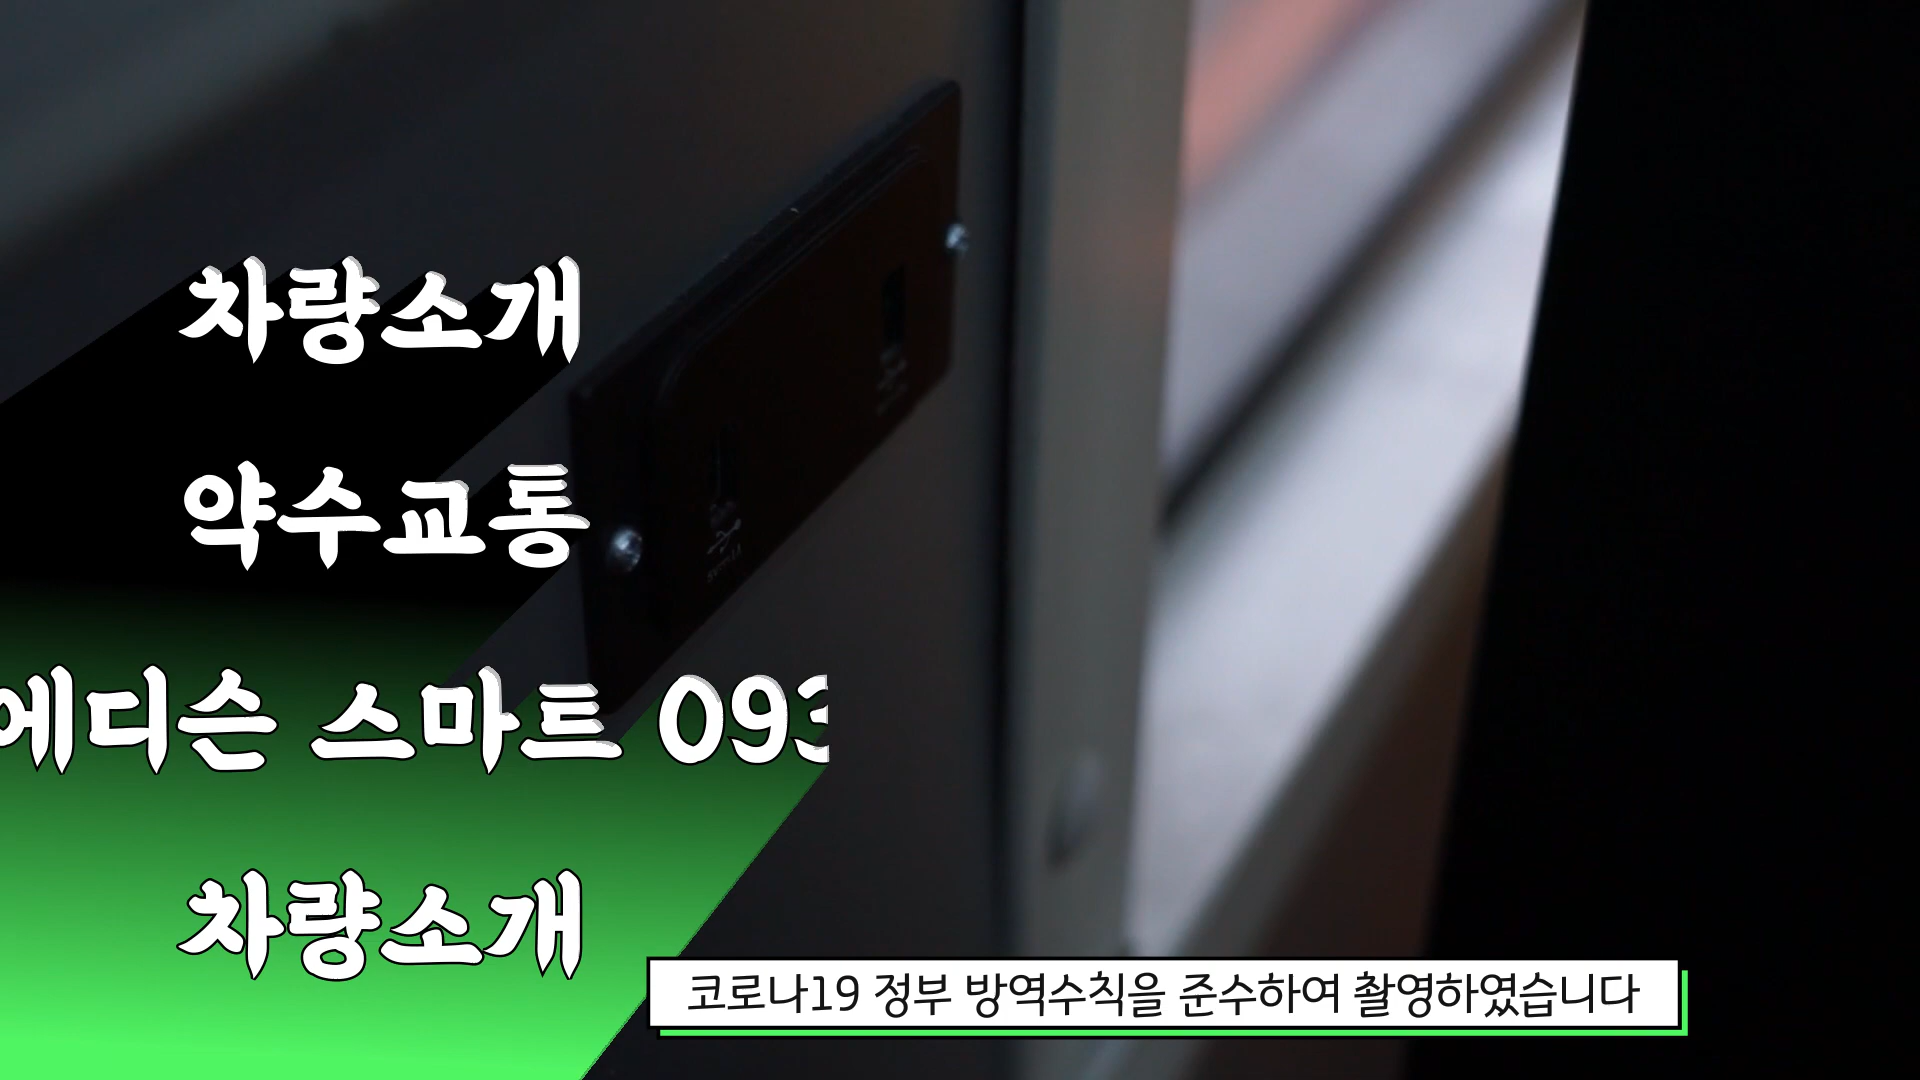 차량소개
약수교통
에디슨 스마트 093
차량소개
코로나19 정부 방역수칙을 준수하여 촬영하였습니다